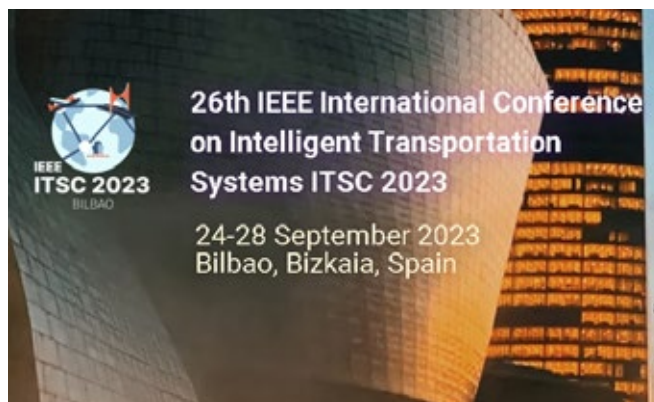 26th IEEE International Conference
on Intelligent Transportation
Systems ITSC 2023
24-28 September 2023
Bilbao, Bizkaia, Spain
IEEE
ITSC 2023
BILBAO